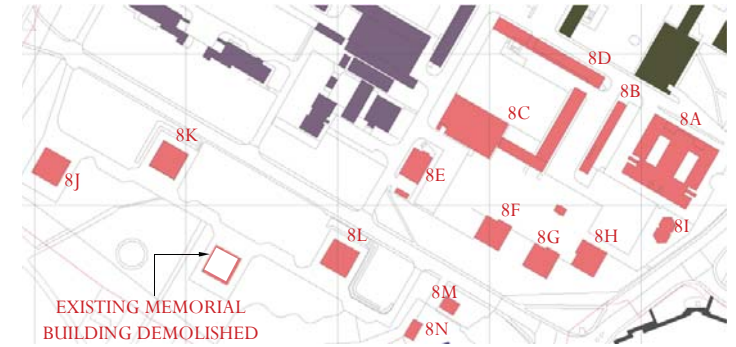 8D
8B
8A
8C
8K
8E
8J
8F
8I
8L
8G
8H
8M
EXISTING MEMORIAL
BUILDING DEMOLISHED
8N